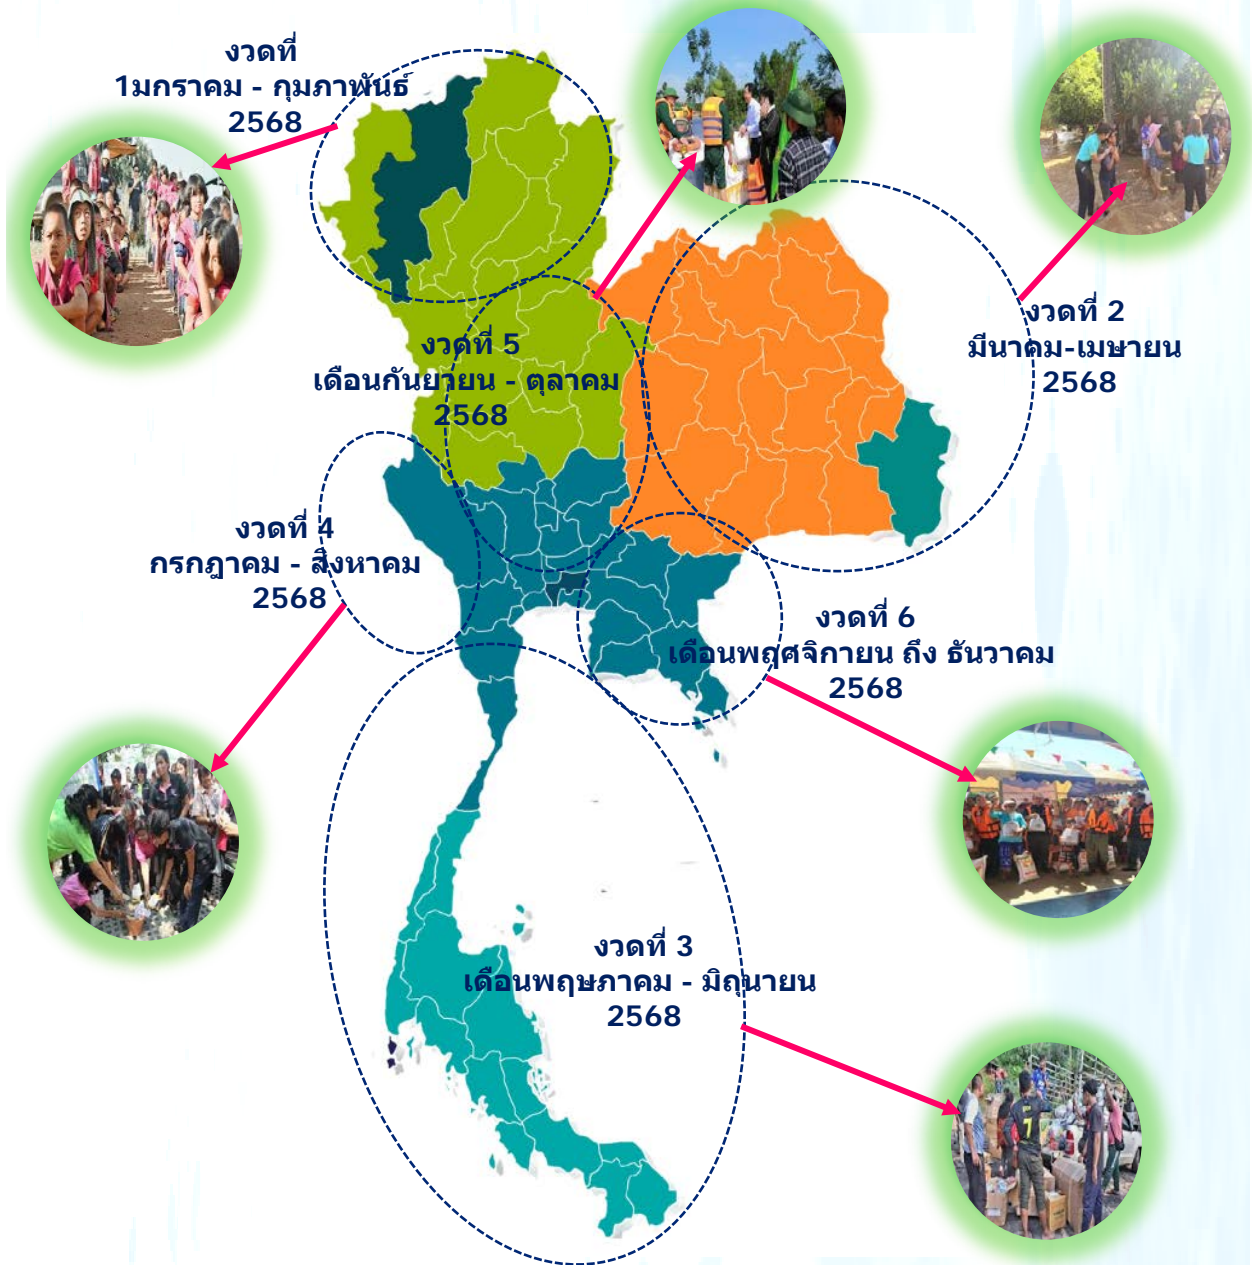 งวดที่
1มกราคม - กุมภาพันธ์
2568
งวดที่ 2
มีนาคม-เมษายน
2568
งวดที่ 5
เดือนกันยายน - ตุลาคม
2568
งวดที่ 4
กรกฎาคม - สิงหาคม
2568
งวดที่ 6
เดือนพฤศจิกายน ถึง ธันวาคม
2568
งวดที่ 3
เดือนพฤษภาคม - มิถุนายน
2568
7